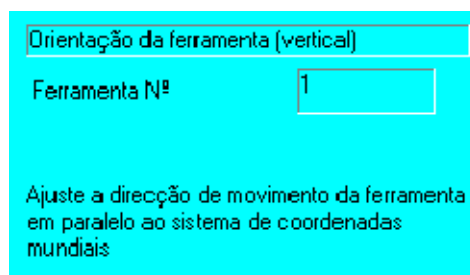 Orientação da ferramenta (vertical)
Ferramenta Nº 1
Ajuste a direcção de movimento da ferramenta
em paralelo ao sistema de coordenadas
mundiais